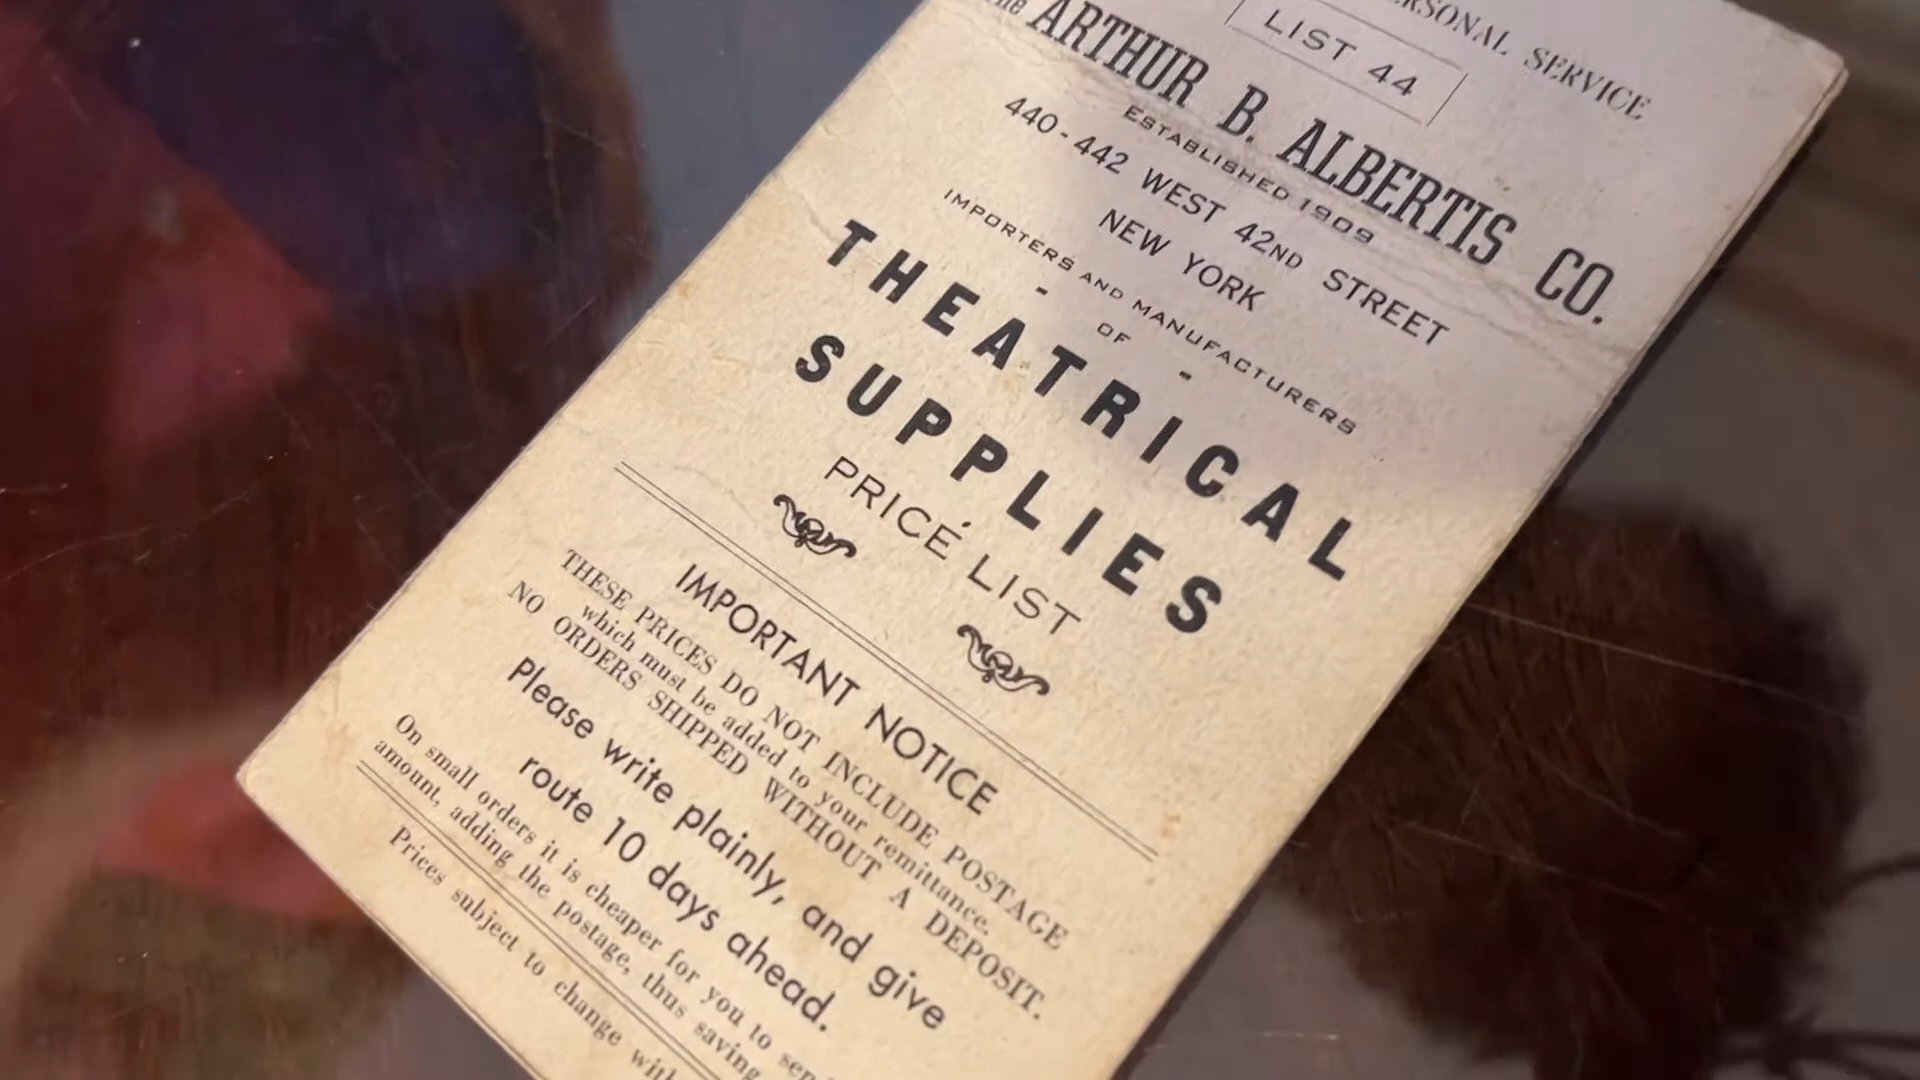 PERSONAL SERVICE
LIST 44
The ARTHUR B. ALBERTIS CO.
ESTABLISHED 1909
440-442 WEST 42ND STREET
NEW YORK
IMPORTERS AND MANUFACTURERS
- OF -
THEATRICAL
SUPPLIES
PRICE LIST
IMPORTANT NOTICE
THESE PRICES DO NOT INCLUDE POSTAGE
which must be added to your remittance.
NO ORDERS SHIPPED WITHOUT A DEPOSIT.
Please write plainly, and give
route 10 days ahead.
On small orders it is cheaper for you to
amount, adding the postage, thus saving
Prices subject to change